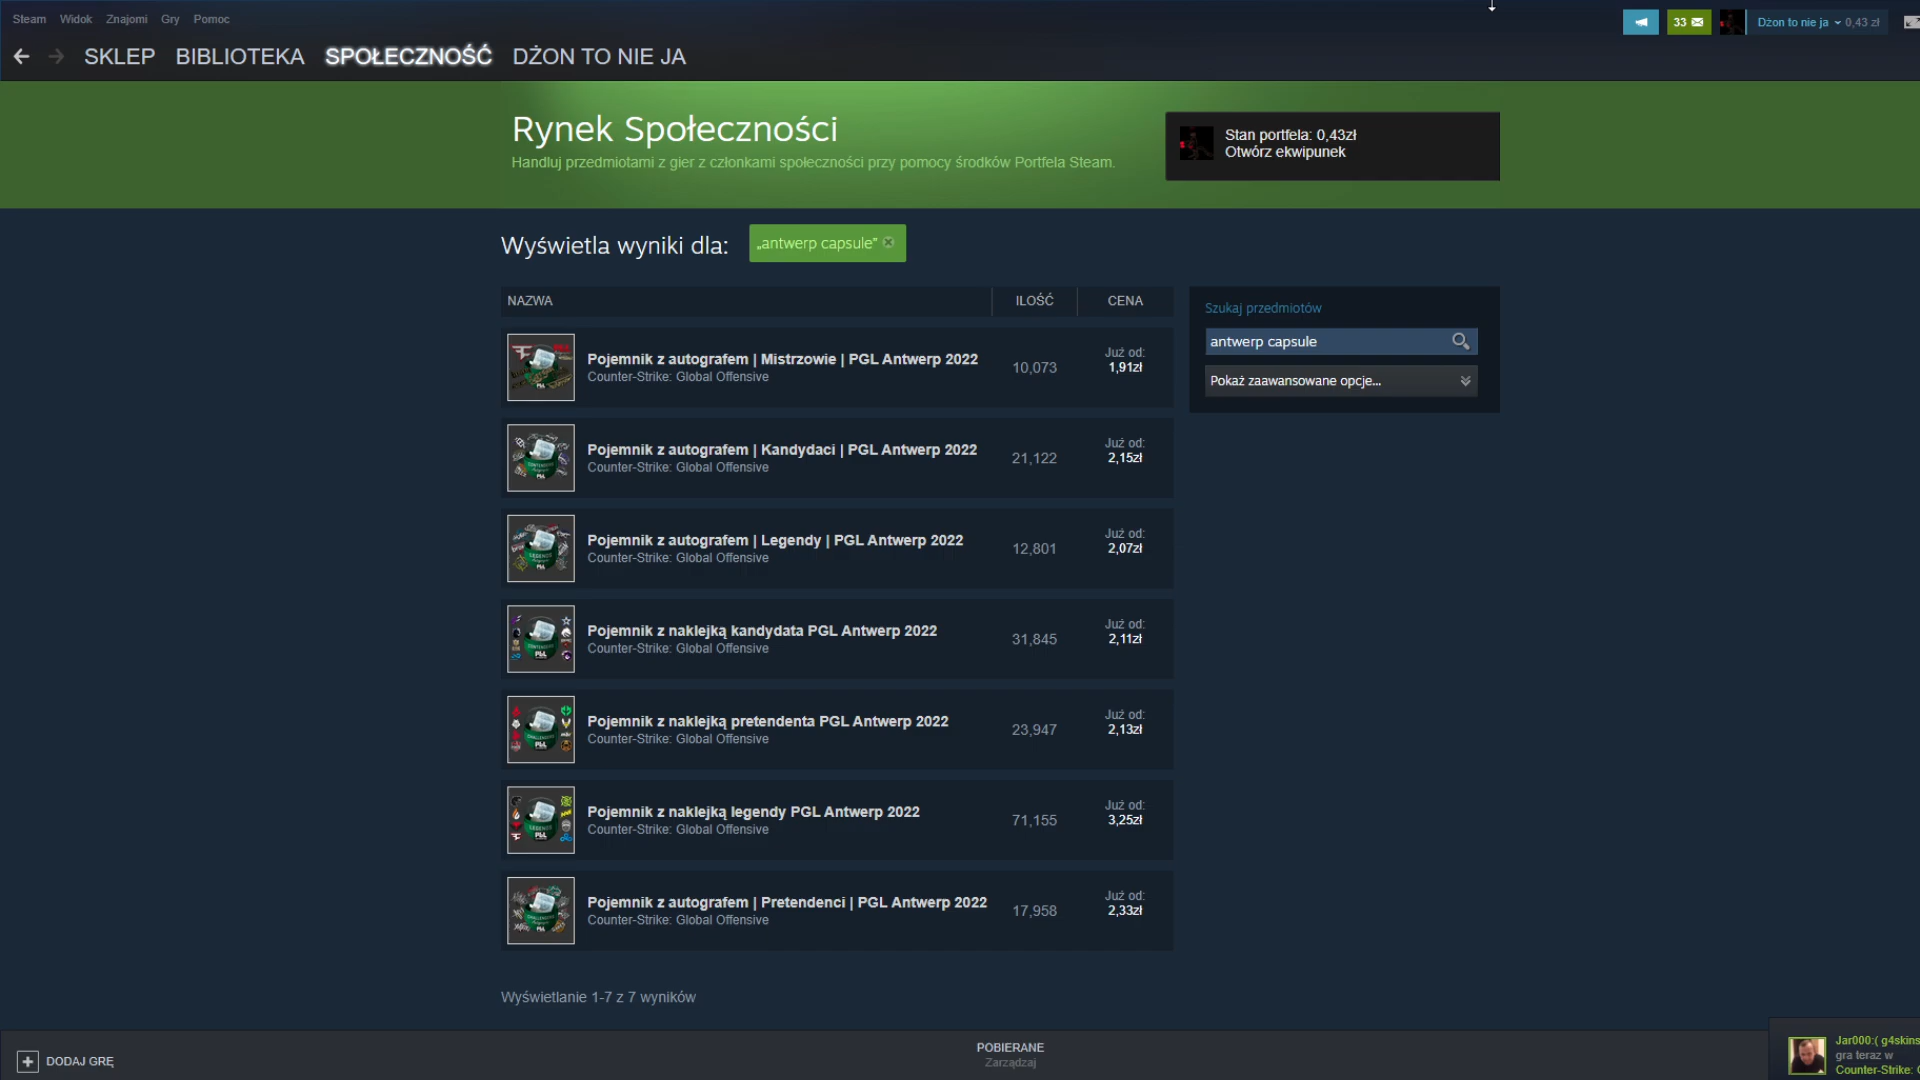 Steam Widok Znajomi Gry Pomoc
33 Dżon to nie ja 0,43 zł
SKLEP BIBLIOTEKA SPOŁECZNOŚĆ DŻON TO NIE JA
Rynek Społeczności
Handluj przedmiotami z gier z członkami społeczności przy pomocy środków Portfela Steam.
Stan portfela: 0,43zł
Otwórz ekwipunek
Wyświetla wyniki dla: „antwerp capsule”
NAZWA ILOŚĆ CENA
Pojemnik z autografem | Mistrzowie | PGL Antwerp 2022
Counter-Strike: Global Offensive
10,073
Już od:
1,91zł
Pojemnik z autografem | Kandydaci | PGL Antwerp 2022
Counter-Strike: Global Offensive
21,122
Już od:
2,15zł
Pojemnik z autografem | Legendy | PGL Antwerp 2022
Counter-Strike: Global Offensive
12,801
Już od:
2,07zł
Pojemnik z naklejką kandydata PGL Antwerp 2022
Counter-Strike: Global Offensive
31,845
Już od:
2,11zł
Pojemnik z naklejką pretendenta PGL Antwerp 2022
Counter-Strike: Global Offensive
23,947
Już od:
2,13zł
Pojemnik z naklejką legendy PGL Antwerp 2022
Counter-Strike: Global Offensive
71,155
Już od:
3,25zł
Pojemnik z autografem | Pretendenci | PGL Antwerp 2022
Counter-Strike: Global Offensive
17,958
Już od:
2,33zł
Wyświetlanie 1-7 z 7 wyników
Szukaj przedmiotów
antwerp capsule
Pokaż zaawansowane opcje...
DODAJ GRĘ
POBIERANE
Zarządzaj
Jar000:( g4skins
gra teraz w
Counter-Strike: